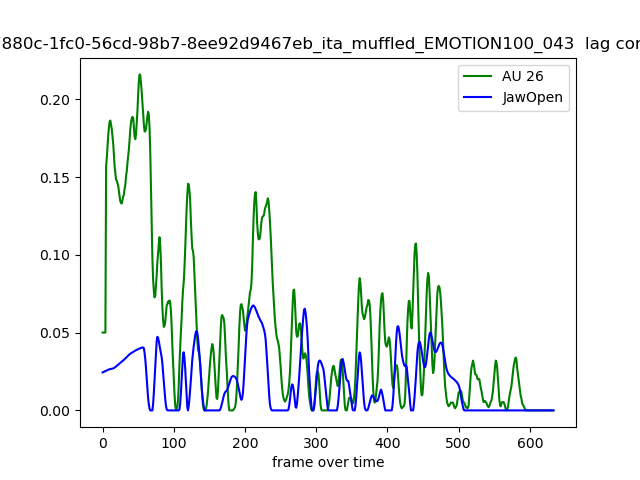 880c-1fc0-56cd-98b7-8ee92d9467eb_ita_muffled_EMOTION100_043 lag cor
AU 26
JawOpen
0.20
0.15
0.10
0.05
0.00
0 100 200 300 400 500 600
frame over time